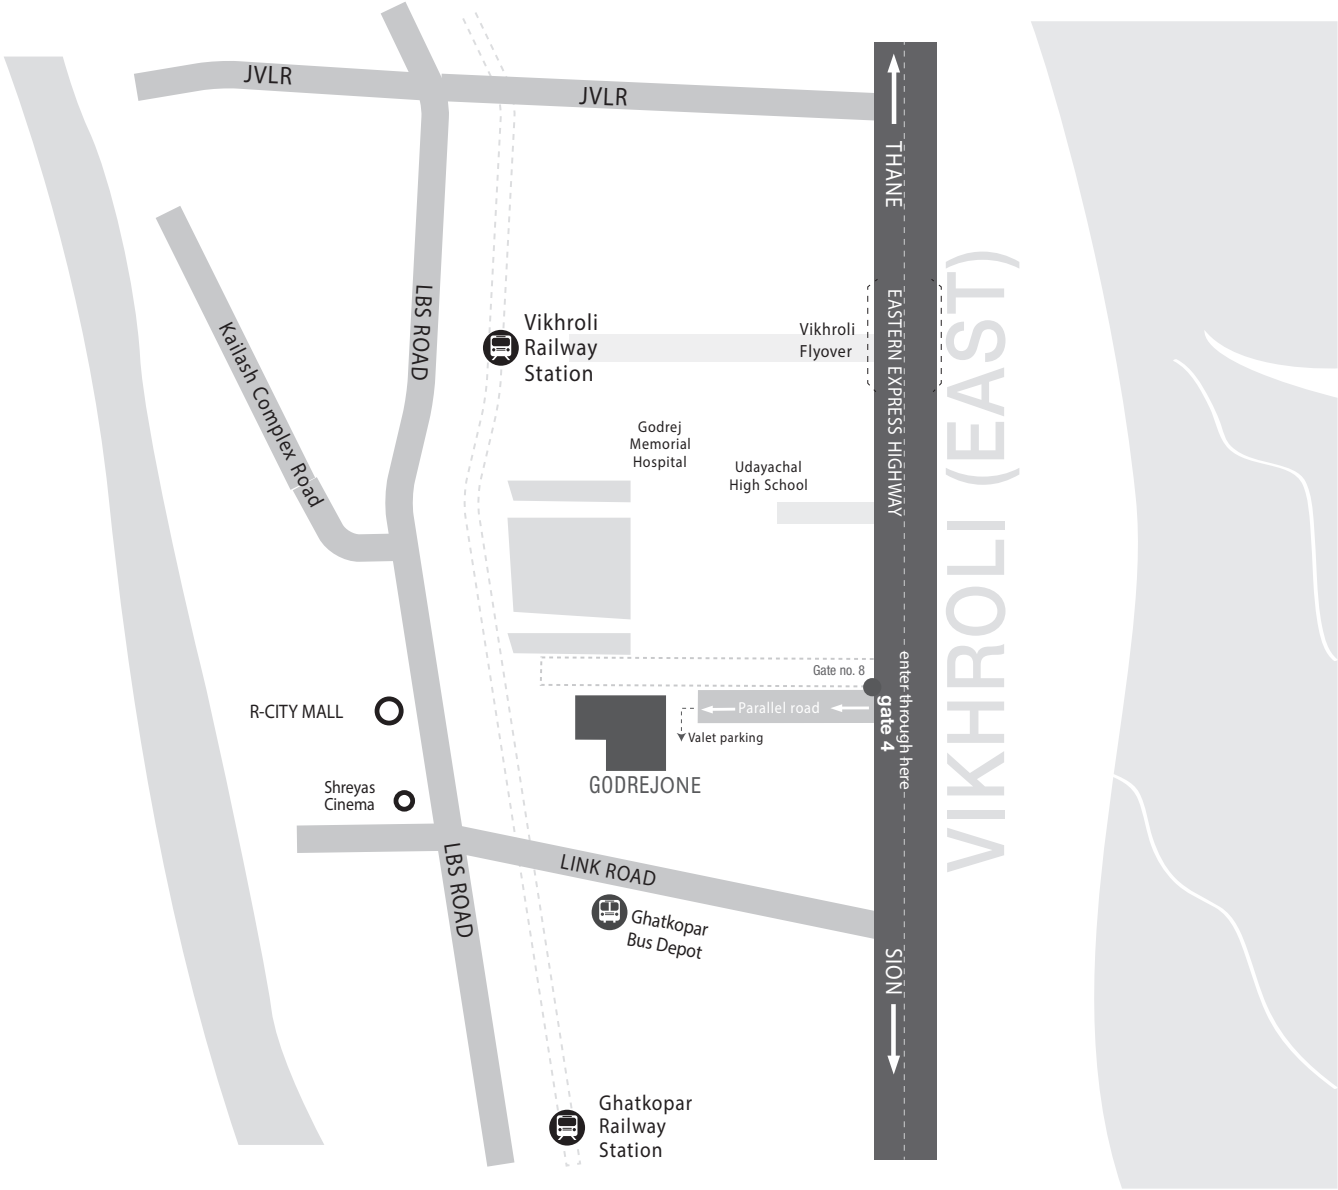 JVLR
JVLR
THANE
LBS ROAD
Kailash Complex Road
Vikhroli
Railway
Station
Vikhroli
Flyover
EASTERN EXPRESS HIGHWAY
VIKHROLI (EAST)
Godrej
Memorial
Hospital
Udayachal
High School
Gate no. 8
enter through here
gate 4
Parallel road
Valet parking
GODREJONE
R-CITY MALL
Shreyas
Cinema
LBS ROAD
LINK ROAD
Ghatkopar
Bus Depot
SION
Ghatkopar
Railway
Station